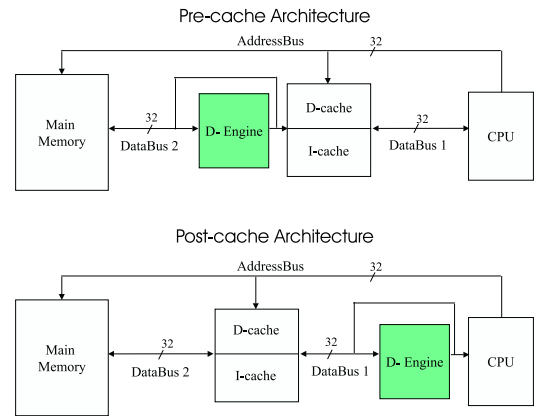 Pre-cache Architecture
AddressBus
32
Main
Memory
32
DataBus 2
D- Engine
D-cache
I-cache
32
DataBus 1
CPU
Post-cache Architecture
AddressBus
32
Main
Memory
32
DataBus 2
D-cache
I-cache
32
DataBus 1
D- Engine
CPU